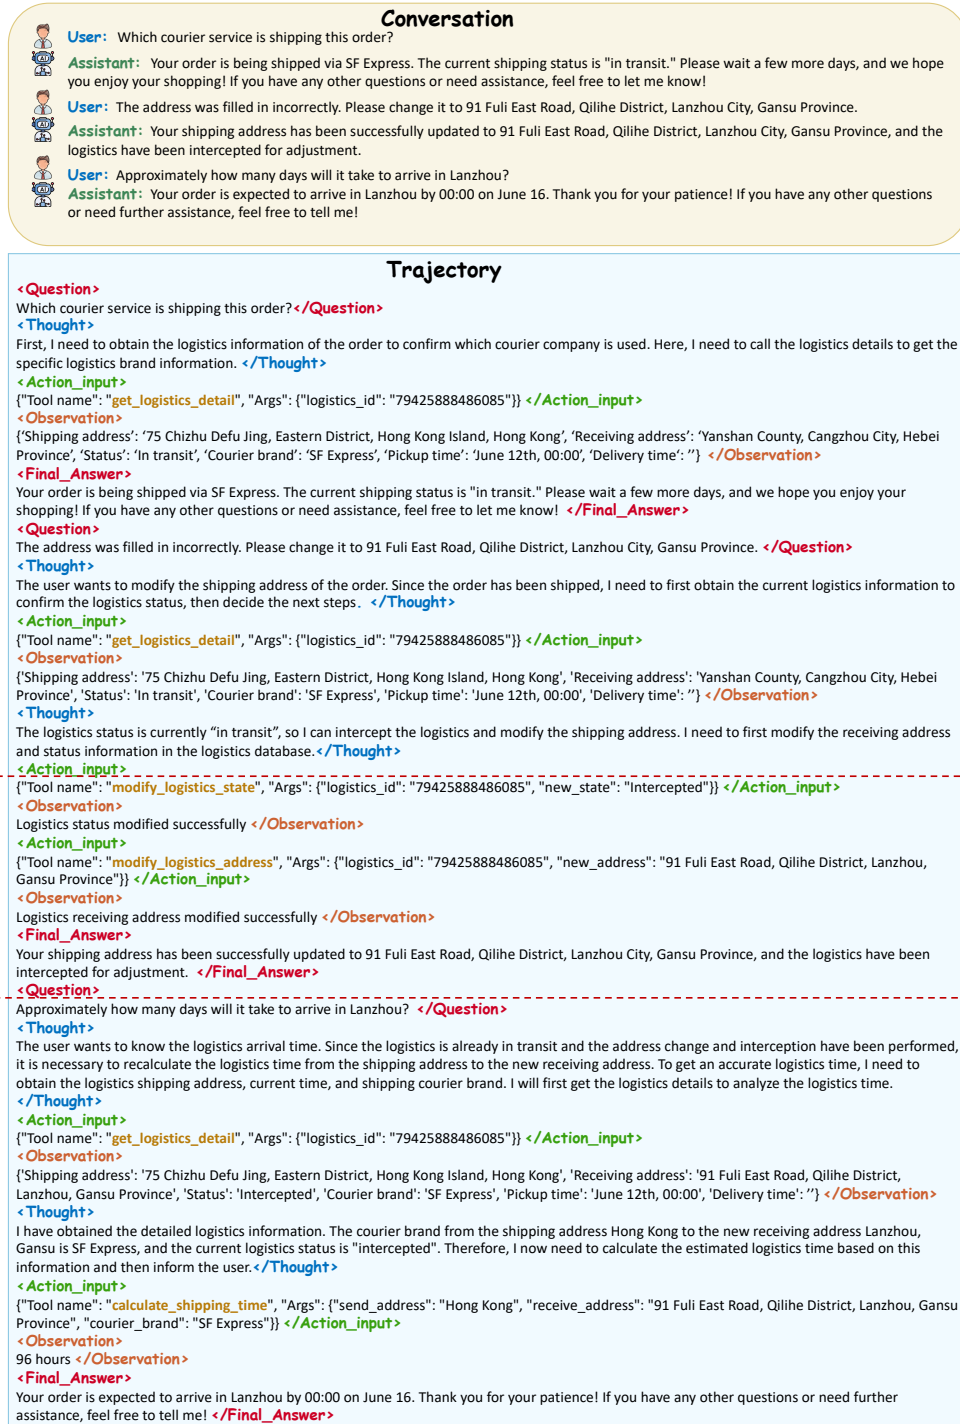 Conversation
User: Which courier service is shipping this order?
Assistant: Your order is being shipped via SF Express. The current shipping status is "in transit." Please wait a few more days, and we hope
you enjoy your shopping! If you have any other questions or need assistance, feel free to let me know!
User: The address was filled in incorrectly. Please change it to 91 Fuli East Road, Qilihe District, Lanzhou City, Gansu Province.
Assistant: Your shipping address has been successfully updated to 91 Fuli East Road, Qilihe District, Lanzhou City, Gansu Province, and the
logistics have been intercepted for adjustment.
User: Approximately how many days will it take to arrive in Lanzhou?
Assistant: Your order is expected to arrive in Lanzhou by 00:00 on June 16. Thank you for your patience! If you have any other questions
or need further assistance, feel free to tell me!
Trajectory
<Question>
Which courier service is shipping this order?</Question>
<Thought>
First, I need to obtain the logistics information of the order to confirm which courier company is used. Here, I need to call the logistics details to get the
specific logistics brand information. </Thought>
<Action_input>
{"Tool name": "get_logistics_detail", "Args": {"logistics_id": "79425888486085"}} </Action_input>
<Observation>
{‘Shipping address’: ‘75 Chizhu Defu Jing, Eastern District, Hong Kong Island, Hong Kong’, ‘Receiving address’: ‘Yanshan County, Cangzhou City, Hebei
Province’, ‘Status’: ‘In transit’, ‘Courier brand’: ‘SF Express’, ‘Pickup time’: ‘June 12th, 00:00’, ‘Delivery time‘: ’’} </Observation>
<Final_Answer>
Your order is being shipped via SF Express. The current shipping status is "in transit." Please wait a few more days, and we hope you enjoy your
shopping! If you have any other questions or need assistance, feel free to let me know! </Final_Answer>
<Question>
The address was filled in incorrectly. Please change it to 91 Fuli East Road, Qilihe District, Lanzhou City, Gansu Province. </Question>
<Thought>
The user wants to modify the shipping address of the order. Since the order has been shipped, I need to first obtain the current logistics information to
confirm the logistics status, then decide the next steps. </Thought>
<Action_input>
{"Tool name": "get_logistics_detail", "Args": {"logistics_id": "79425888486085"}} </Action_input>
<Observation>
{'Shipping address': '75 Chizhu Defu Jing, Eastern District, Hong Kong Island, Hong Kong', 'Receiving address': 'Yanshan County, Cangzhou City, Hebei
Province', 'Status': 'In transit', 'Courier brand': 'SF Express', 'Pickup time': 'June 12th, 00:00', 'Delivery time': ’’} </Observation>
<Thought>
The logistics status is currently “in transit”, so I can intercept the logistics and modify the shipping address. I need to first modify the receiving address
and status information in the logistics database.</Thought>
<Action_input>
{"Tool name": "modify_logistics_state", "Args": {"logistics_id": "79425888486085", "new_state": "Intercepted"}} </Action_input>
<Observation>
Logistics status modified successfully </Observation>
<Action_input>
{"Tool name": "modify_logistics_address", "Args": {"logistics_id": "79425888486085", "new_address": "91 Fuli East Road, Qilihe District, Lanzhou,
Gansu Province"}} </Action_input>
<Observation>
Logistics receiving address modified successfully </Observation>
<Final_Answer>
Your shipping address has been successfully updated to 91 Fuli East Road, Qilihe District, Lanzhou City, Gansu Province, and the logistics have been
intercepted for adjustment. </Final_Answer>
<Question>
Approximately how many days will it take to arrive in Lanzhou? </Question>
<Thought>
The user wants to know the logistics arrival time. Since the logistics is already in transit and the address change and interception have been performed,
it is necessary to recalculate the logistics time from the shipping address to the new receiving address. To get an accurate logistics time, I need to
obtain the logistics shipping address, current time, and shipping courier brand. I will first get the logistics details to analyze the logistics time.
</Thought>
<Action_input>
{"Tool name": "get_logistics_detail", "Args": {"logistics_id": "79425888486085"}} </Action_input>
<Observation>
{'Shipping address': '75 Chizhu Defu Jing, Eastern District, Hong Kong Island, Hong Kong', 'Receiving address': '91 Fuli East Road, Qilihe District,
Lanzhou, Gansu Province', 'Status': 'Intercepted', 'Courier brand': 'SF Express', 'Pickup time': 'June 12th, 00:00', 'Delivery time': ’’} </Observation>
<Thought>
I have obtained the detailed logistics information. The courier brand from the shipping address Hong Kong to the new receiving address Lanzhou,
Gansu is SF Express, and the current logistics status is "intercepted". Therefore, I now need to calculate the estimated logistics time based on this
information and then inform the user.</Thought>
<Action_input>
{"Tool name": "calculate_shipping_time", "Args": {"send_address": "Hong Kong", "receive_address": "91 Fuli East Road, Qilihe District, Lanzhou, Gansu
Province", "courier_brand": "SF Express"}} </Action_input>
<Observation>
96 hours </Observation>
<Final_Answer>
Your order is expected to arrive in Lanzhou by 00:00 on June 16. Thank you for your patience! If you have any other questions or need further
assistance, feel free to tell me! </Final_Answer>